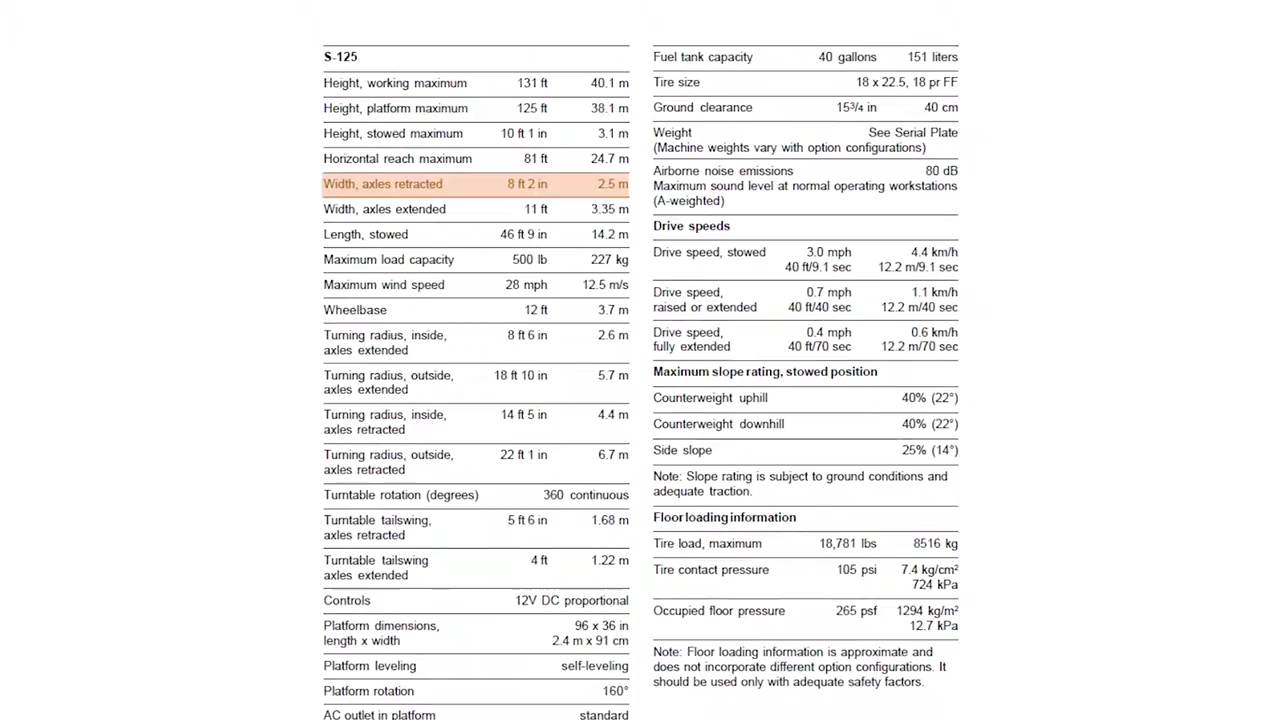 S-125
Height, working maximum 131 ft 40.1 m
Height, platform maximum 125 ft 38.1 m
Height, stowed maximum 10 ft 1 in 3.1 m
Horizontal reach maximum 81 ft 24.7 m
Width, axles retracted 8 ft 2 in 2.5 m
Width, axles extended 11 ft 3.35 m
Length, stowed 46 ft 9 in 14.2 m
Maximum load capacity 500 lb 227 kg
Maximum wind speed 28 mph 12.5 m/s
Wheelbase 12 ft 3.7 m
Turning radius, inside, 8 ft 6 in 2.6 m
axles extended
Turning radius, outside, 18 ft 10 in 5.7 m
axles extended
Turning radius, inside, 14 ft 5 in 4.4 m
axles retracted
Turning radius, outside, 22 ft 1 in 6.7 m
axles retracted
Turntable rotation (degrees) 360 continuous
Turntable tailswing, 5 ft 6 in 1.68 m
axles retracted
Turntable tailswing 4 ft 1.22 m
axles extended
Controls 12V DC proportional
Platform dimensions, 96 x 36 in
length x width 2.4 m x 91 cm
Platform leveling self-leveling
Platform rotation 160°
AC outlet in platform standard
Fuel tank capacity 40 gallons 151 liters
Tire size 18 x 22.5, 18 pr FF
Ground clearance 15 3/4 in 40 cm
Weight See Serial Plate
(Machine weights vary with option configurations)
Airborne noise emissions 80 dB
Maximum sound level at normal operating workstations
(A-weighted)
Drive speeds
Drive speed, stowed 3.0 mph 4.4 km/h
40 ft/9.1 sec 12.2 m/9.1 sec
Drive speed, 0.7 mph 1.1 km/h
raised or extended 40 ft/40 sec 12.2 m/40 sec
Drive speed, 0.4 mph 0.6 km/h
fully extended 40 ft/70 sec 12.2 m/70 sec
Maximum slope rating, stowed position
Counterweight uphill 40% (22°)
Counterweight downhill 40% (22°)
Side slope 25% (14°)
Note: Slope rating is subject to ground conditions and
adequate traction.
Floor loading information
Tire load, maximum 18,781 lbs 8516 kg
Tire contact pressure 105 psi 7.4 kg/cm²
724 kPa
Occupied floor pressure 265 psf 1294 kg/m²
12.7 kPa
Note: Floor loading information is approximate and
does not incorporate different option configurations. It
should be used only with adequate safety factors.